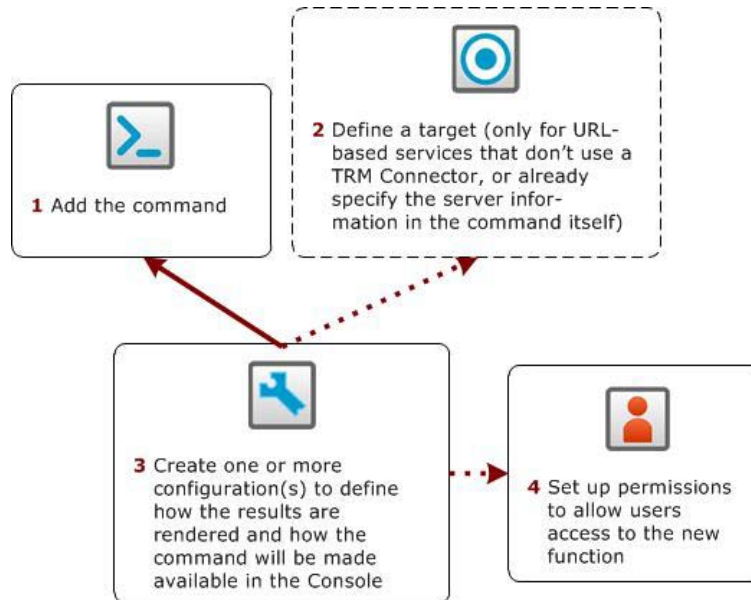 1 Add the command
2 Define a target (only for URL-
based services that don't use a
TRM Connector, or already
specify the server infor-
mation in the command itself)
3 Create one or more
configuration(s) to define
how the results are
rendered and how the
command will be made
available in the Console
4 Set up permissions
to allow users
access to the new
function